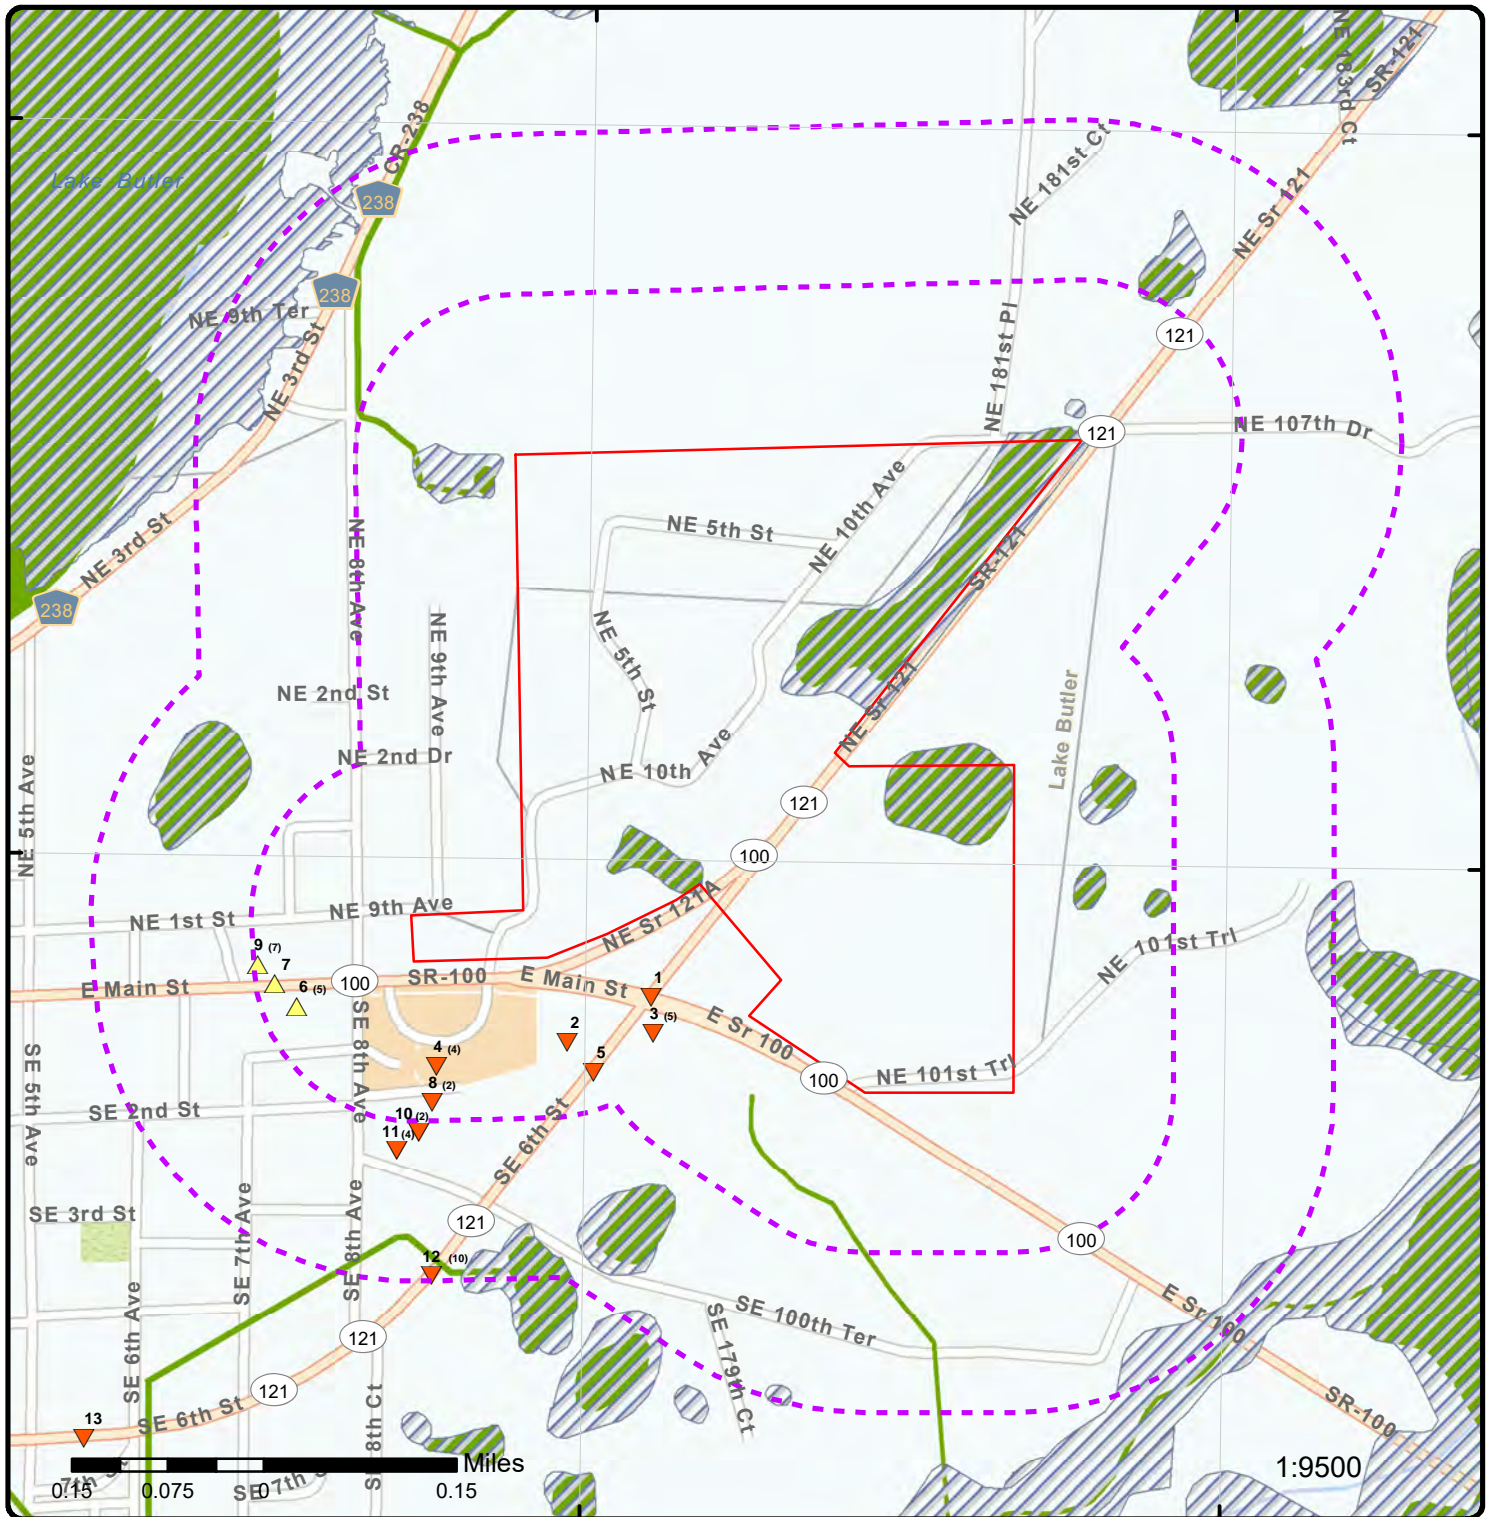 NE 183rd Ct
SR-121
CR-238
NE 181st Ct
Lake Butler
238
NE Sr 121
238
NE 9th Ter
NE 3rd St
NE 181st Pl
121
121
NE 107th Dr
NE 10th Ave
NE 5th St
NE 3rd St
NE 8th Ave
SR-121
238
NE 9th Ave
NE 5th St
NE 2nd St
NE Sr 121
Lake Butler
NE 2nd Dr
NE 10th Ave
NE 5th Ave
121
100
NE 1st St
NE 9th Ave
NE Sr 121A
NE 101st Trl
9 (7)
7
6 (5)
E Main St
100
SR-100
E Main St
1
3 (5)
2
E Sr 100
SE 8th Ave
4 (4)
5
100
NE 101st Trl
SE 5th Ave
8 (2)
SE 2nd St
10 (2)
11 (4)
SE 6th St
SE 3rd St
SE 7th Ave
SE 8th Ave
121
100
12 (10)
SE 6th Ave
SE 100th Ter
E Sr 100
SE 179th Ct
121
121
SE 6th St
SE 8th Ct
SR-100
13
Miles
1:9500
7th St
SE 7th S
0.15 0.075 0 0.15